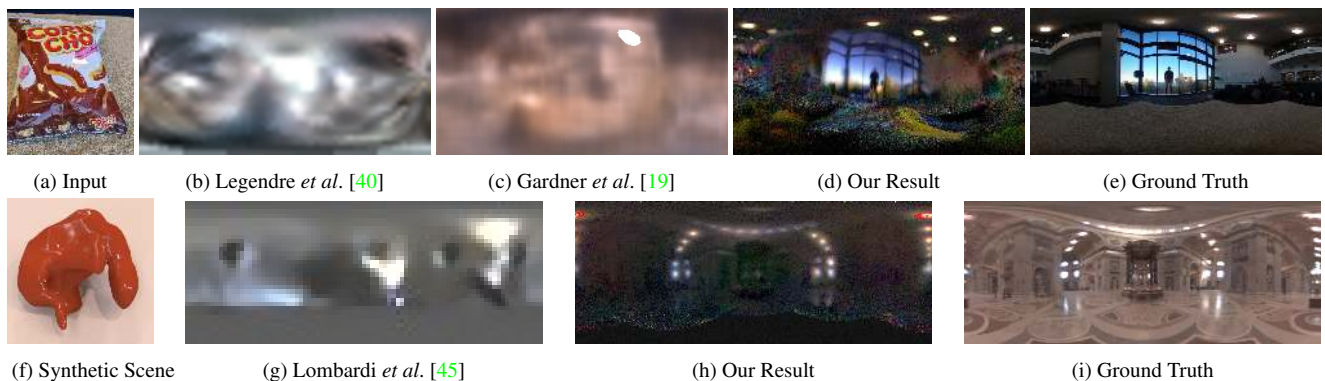 CORN
CHO
(a) Input
(b) Legendre et al. [40]
(c) Gardner et al. [19]
(d) Our Result
(e) Ground Truth
(f) Synthetic Scene
(g) Lombardi et al. [45]
(h) Our Result
(i) Ground Truth